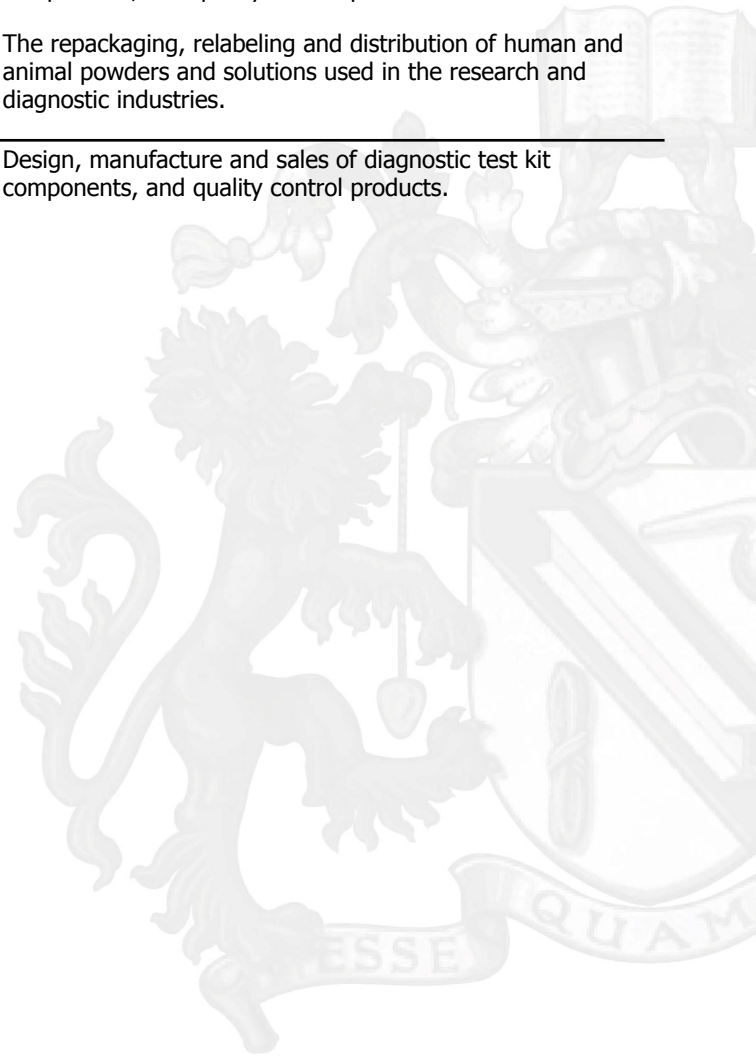 The repackaging, relabeling and distribution of human and
animal powders and solutions used in the research and
diagnostic industries.
Design, manufacture and sales of diagnostic test kit
components, and quality control products.
ESSE
QUAM